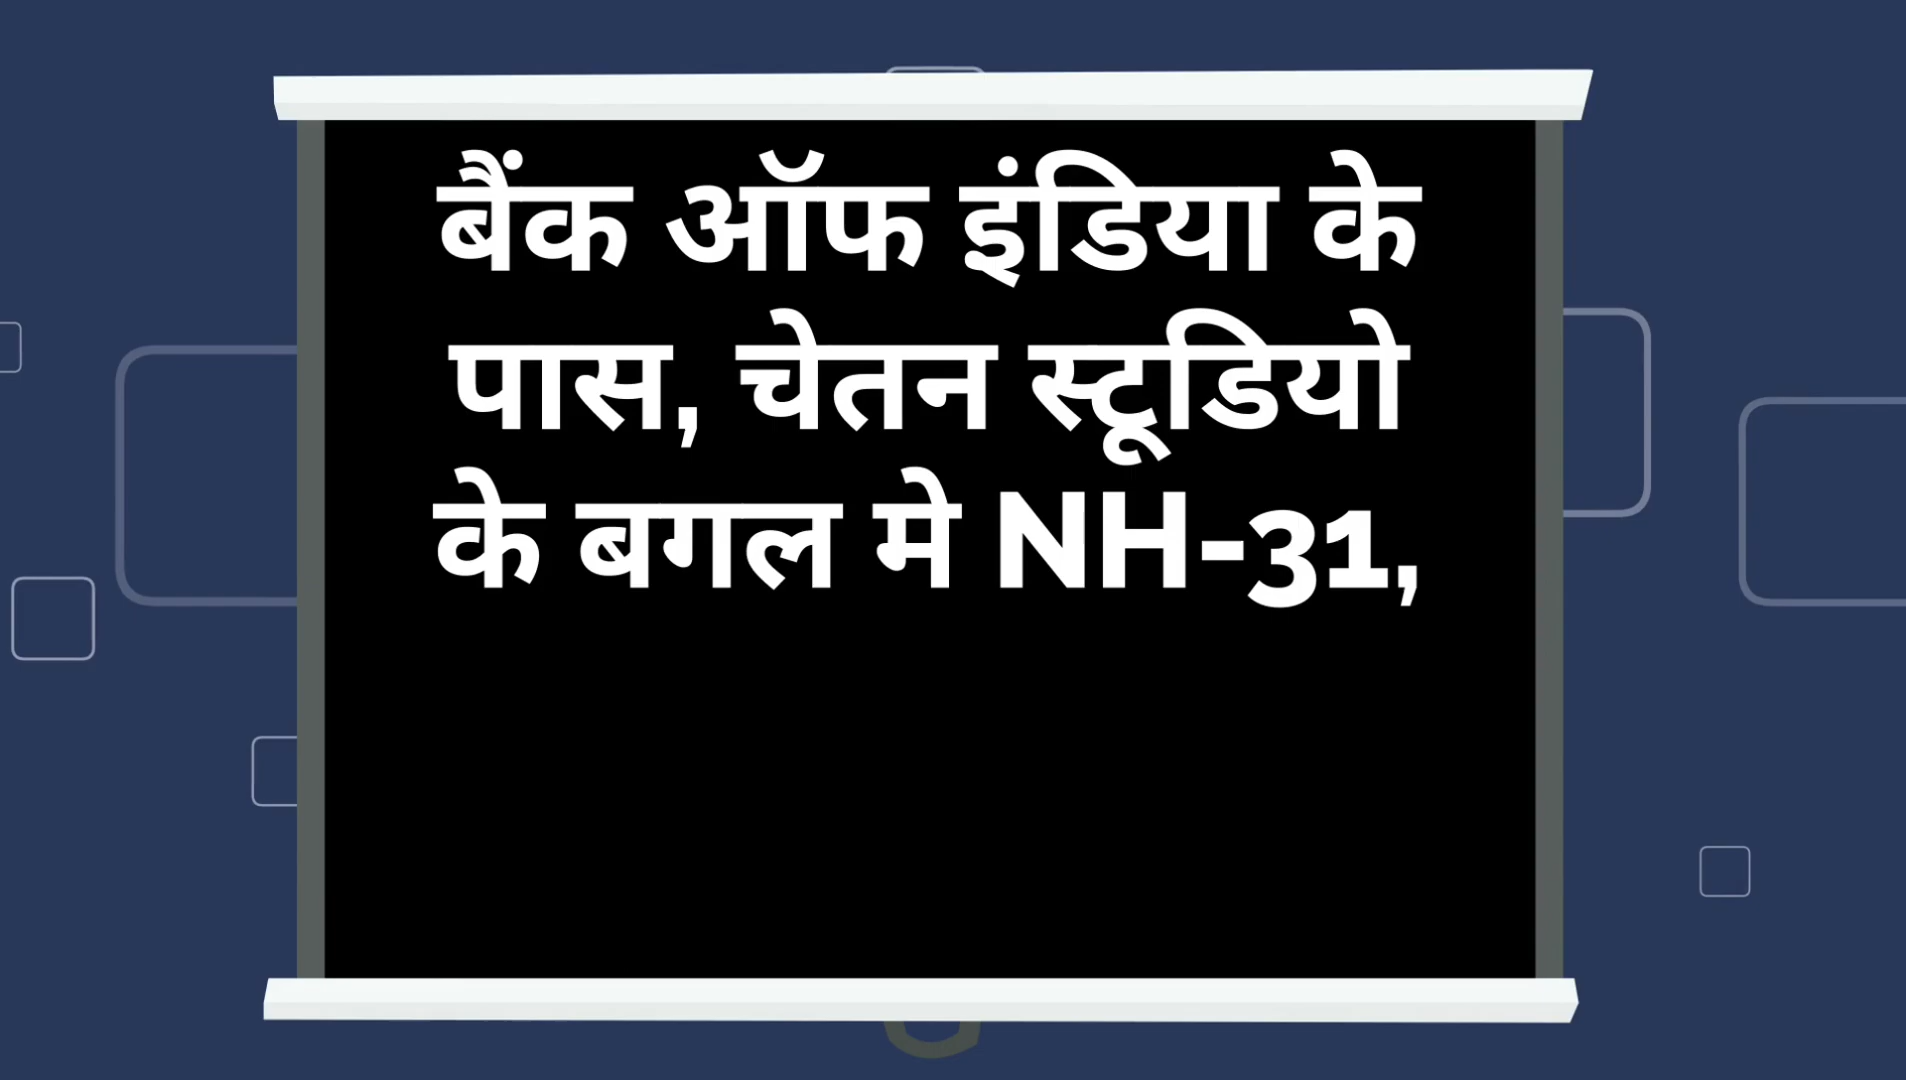 बैंक ऑफ इंडिया के
पास, चेतन स्टूडियो
के बगल मे NH-31,